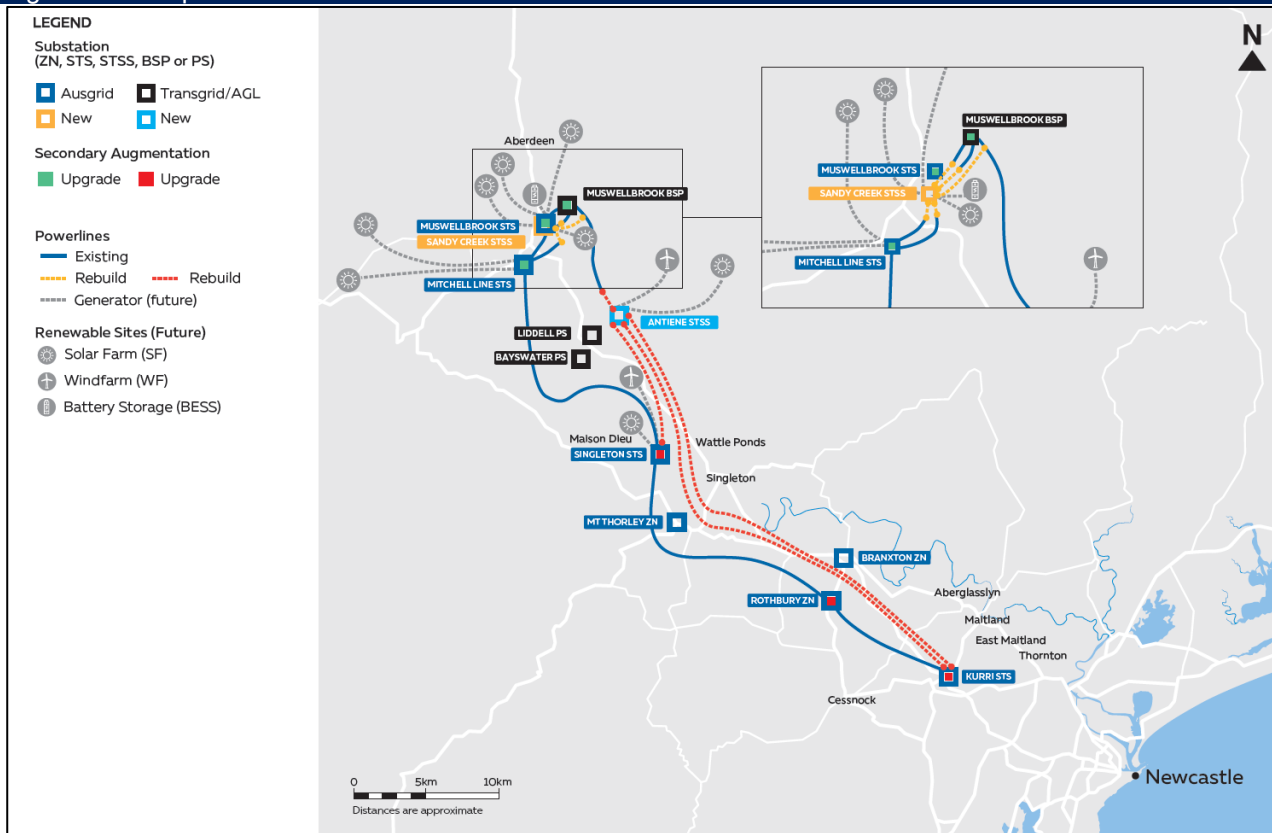 LEGEND
Substation
(ZN, STS, STSS, BSP or PS)
Ausgrid
Transgrid/AGL
New
New
Secondary Augmentation
Upgrade
Upgrade
Powerlines
Existing
Rebuild
Rebuild
Generator (future)
Renewable Sites (Future)
Solar Farm (SF)
Windfarm (WF)
Battery Storage (BESS)
N
Aberdeen
MUSWELLBROOK BSP
MUSWELLBROOK STS
SANDY CREEK STSS
MITCHELL LINE STS
MUSWELLBROOK BSP
MUSWELLBROOK STS
SANDY CREEK STSS
MITCHELL LINE STS
ANTIENE STSS
LIDDELL PS
BAYSWATER PS
Maison Dieu
SINGLETON STS
Wattle Ponds
Singleton
MT THORLEY ZN
BRANXTON ZN
ROTHBURY ZN
Aberglasslyn
Maitland
East Maitland
Thornton
KURRI STS
Cessnock
Newcastle
0 5km 10km
Distances are approximate